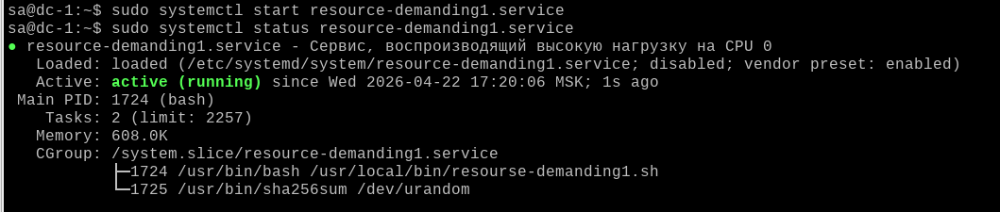 sa@dc-1:~$ sudo systemctl start resource-demanding1.service
sa@dc-1:~$ sudo systemctl status resource-demanding1.service
● resource-demanding1.service - Сервис, воспроизводящий высокую нагрузку на CPU 0
   Loaded: loaded (/etc/systemd/system/resource-demanding1.service; disabled; vendor preset: enabled)
   Active: active (running) since Wed 2026-04-22 17:20:06 MSK; 1s ago
 Main PID: 1724 (bash)
    Tasks: 2 (limit: 2257)
   Memory: 608.0K
   CGroup: /system.slice/resource-demanding1.service
           ├─1724 /usr/bin/bash /usr/local/bin/resourse-demanding1.sh
           └─1725 /usr/bin/sha256sum /dev/urandom